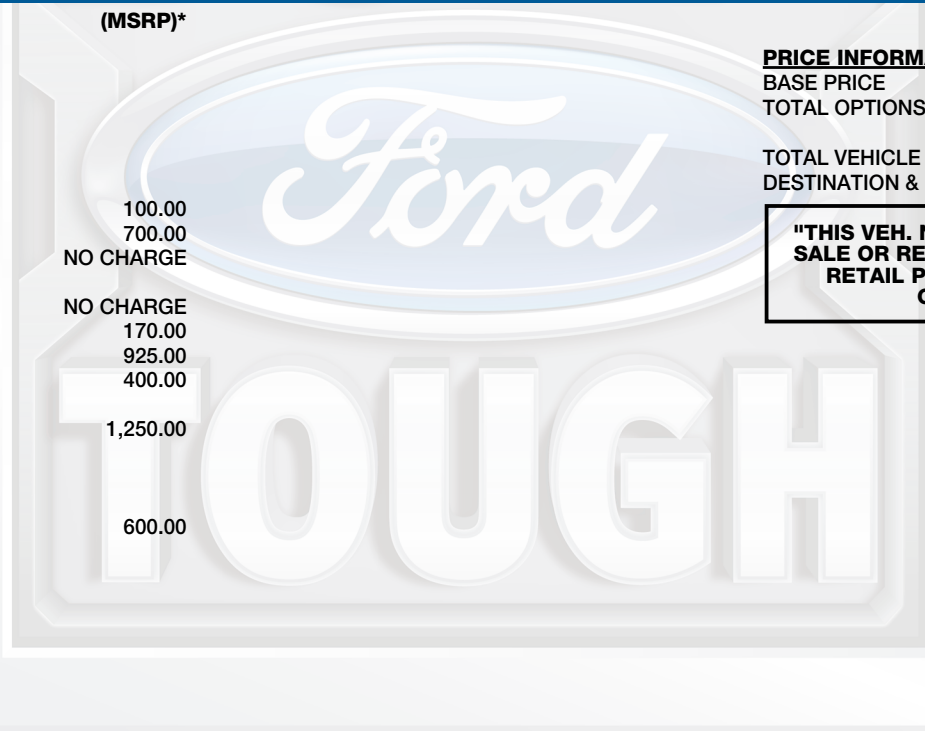 (MSRP)*
100.00
700.00
NO CHARGE
NO CHARGE
170.00
925.00
400.00
1,250.00
600.00
PRICE INFORMA
BASE PRICE
TOTAL OPTIONS
TOTAL VEHICLE
DESTINATION &
"THIS VEH. N
SALE OR RE
RETAIL P
Ford
TOUGH